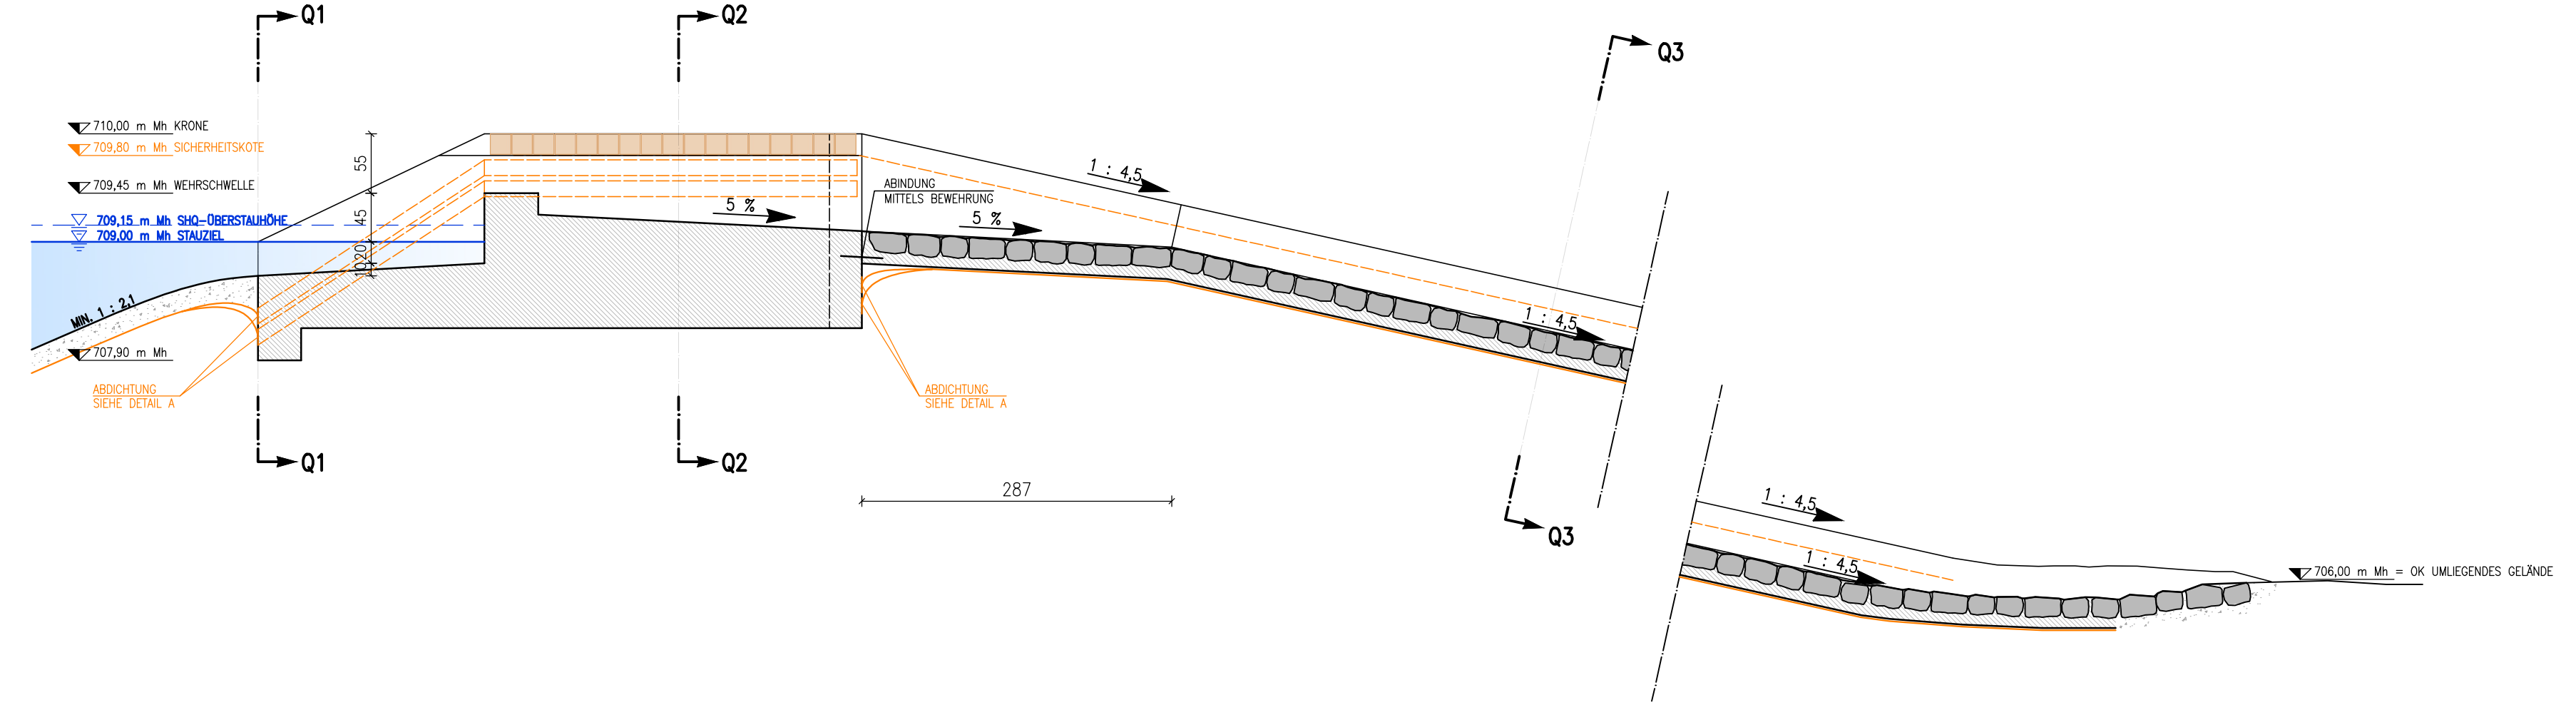 Q1
Q2
Q3
710,00 m Mh KRONE
709,80 m Mh SICHERHEITSKOTE
709,45 m Mh WEHRSCHWELLE
709,15 m Mh SHQ-ÜBERSTAUHÖHE
709,00 m Mh STAUZIEL
MIN. 1 : 2,1
707,90 m Mh
ABDICHTUNG
SIEHE DETAIL A
55
45
20
10
5 %
ABINDUNG
MITTELS BEWEHRUNG
5 %
1 : 4,5
1 : 4,5
ABDICHTUNG
SIEHE DETAIL A
Q1
Q2
287
Q3
1 : 4,5
1 : 4,5
706,00 m Mh = OK UMLIEGENDES GELÄNDE